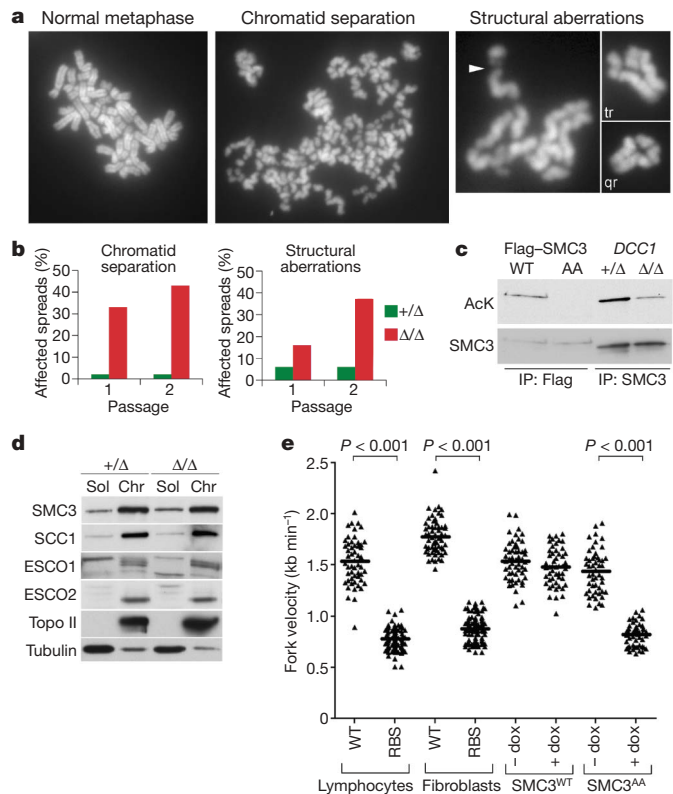 a
Normal metaphase
Chromatid separation
Structural aberrations
tr
qr
b
Chromatid separation
Affected spreads (%)
50
40
30
20
10
0
1
2
Passage
Structural aberrations
Affected spreads (%)
50
40
30
20
10
0
1
2
Passage
+/Δ
Δ/Δ
c
Flag–SMC3
DCC1
WT
AA
+/Δ
Δ/Δ
AcK
SMC3
IP: Flag
IP: SMC3
d
+/Δ
Δ/Δ
Sol
Chr
Sol
Chr
SMC3
SCC1
ESCO1
ESCO2
Topo II
Tubulin
e
P < 0.001
P < 0.001
P < 0.001
Fork velocity (kb min⁻¹)
2.5
2.0
1.5
1.0
0.5
0
WT
RBS
WT
RBS
– dox
+ dox
– dox
+ dox
Lymphocytes
Fibroblasts
SMC3ᵂᵀ
SMC3ᴬᴬ